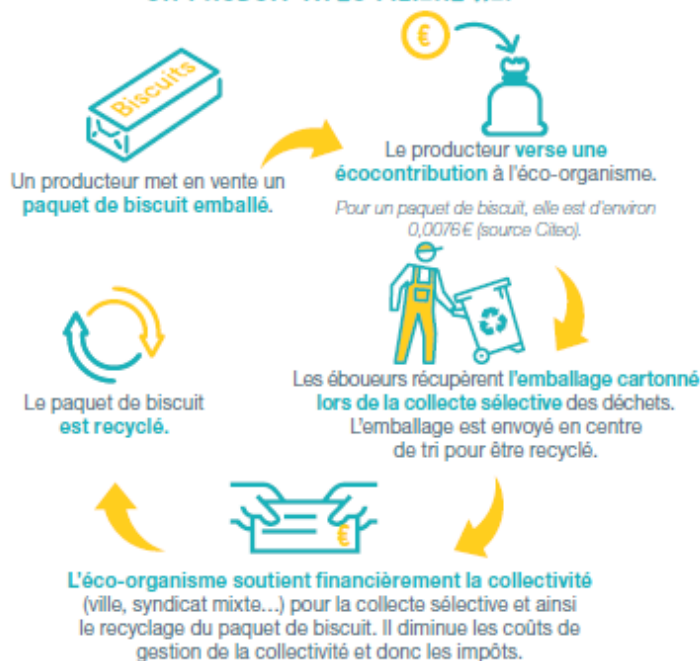 Biscuits
€
Un producteur met en vente un
paquet de biscuit emballé.
Le producteur verse une
écocontribution à l'éco-organisme.
Pour un paquet de biscuit, elle est d'environ
0,0076 € (source Citeo).
Les éboueurs récupèrent l'emballage cartonné
lors de la collecte sélective des déchets.
L'emballage est envoyé en centre
de tri pour être recyclé.
€
L'éco-organisme soutient financièrement la collectivité
(ville, syndicat mixte...) pour la collecte sélective et ainsi
le recyclage du paquet de biscuit. Il diminue les coûts de
gestion de la collectivité et donc les impôts.
Le paquet de biscuit
est recyclé.